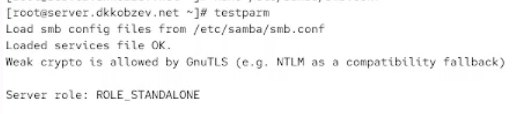 [root@server.dkkobzev.net ~]# testparm
Load smb config files from /etc/samba/smb.conf
Loaded services file OK.
Weak crypto is allowed by GnuTLS (e.g. NTLM as a compatibility fallback)
Server role: ROLE_STANDALONE